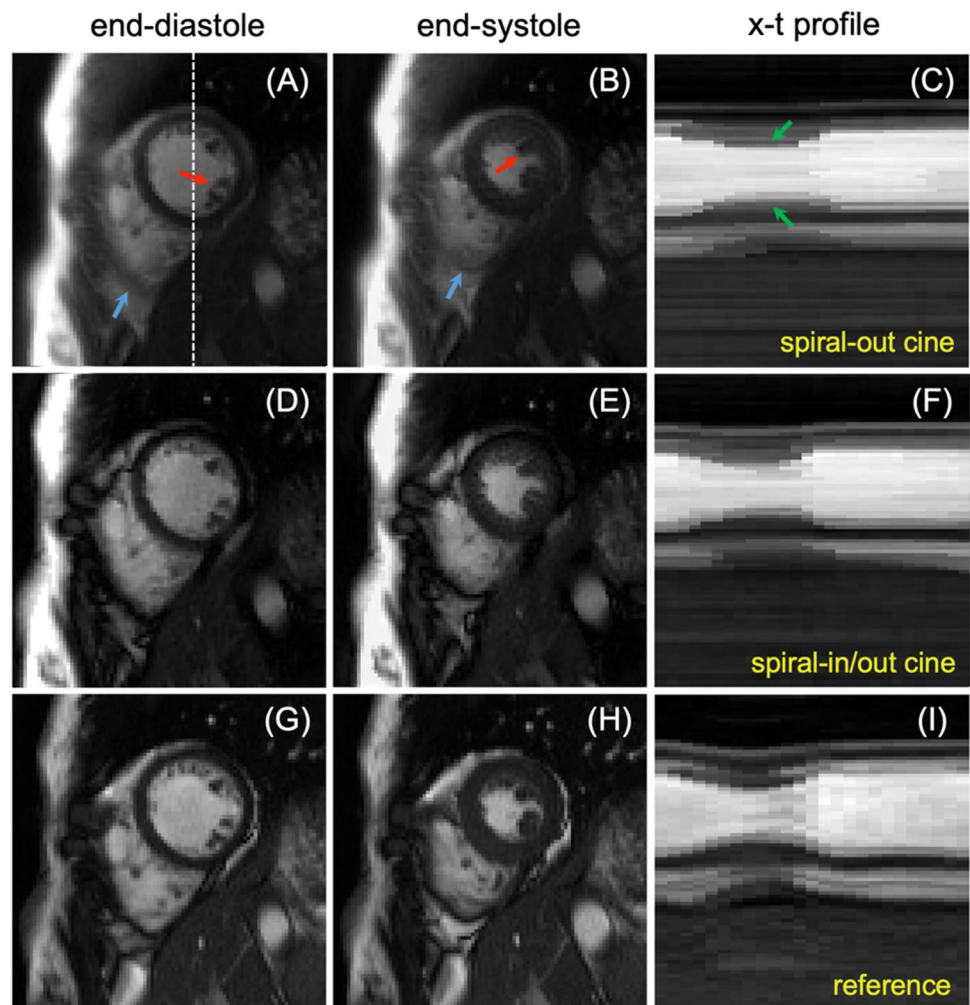 end-diastole end-systole x-t profile
(A) (B) (C)
spiral-out cine
(D) (E) (F)
spiral-in/out cine
(G) (H) (I)
reference